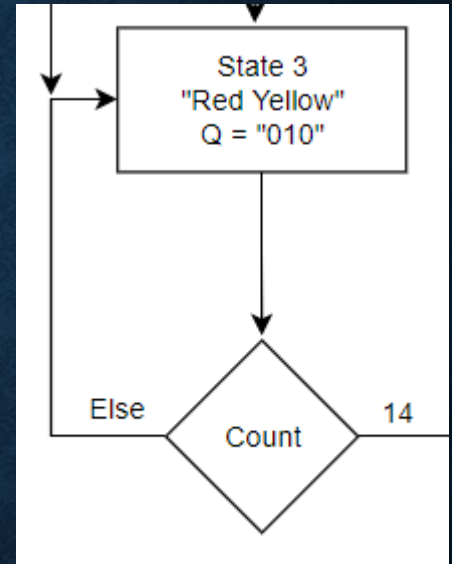 State 3
"Red Yellow"
Q = "010"
Else
14
Count